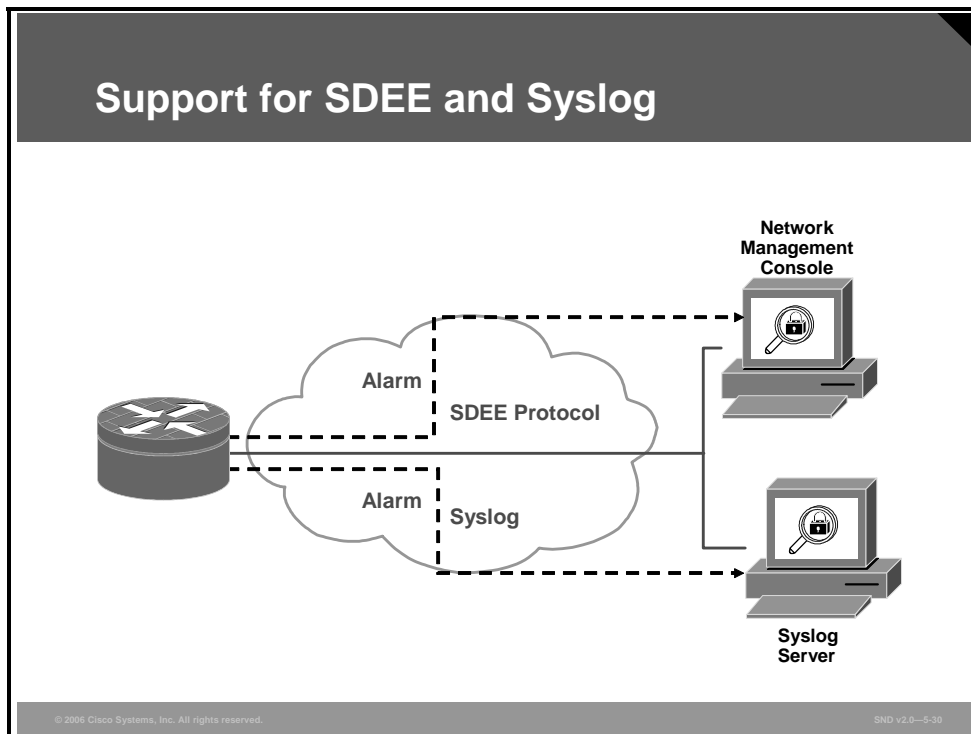 Support for SDEE and Syslog
Network
Management
Console
Alarm
SDEE Protocol
Alarm
Syslog
Syslog
Server
© 2006 Cisco Systems, Inc. All rights reserved.
SND v2.0—5-30